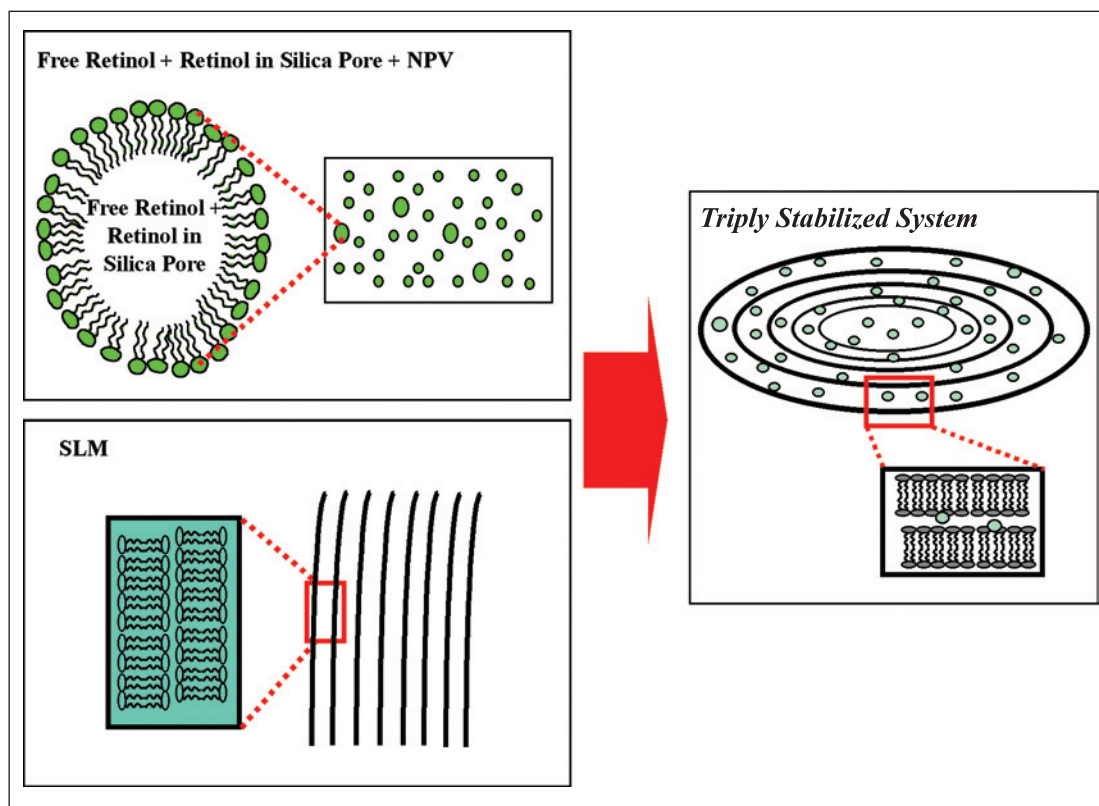 Free Retinol + Retinol in Silica Pore + NPV
Free Retinol +
Retinol in
Silica Pore
SLM
Triply Stabilized System